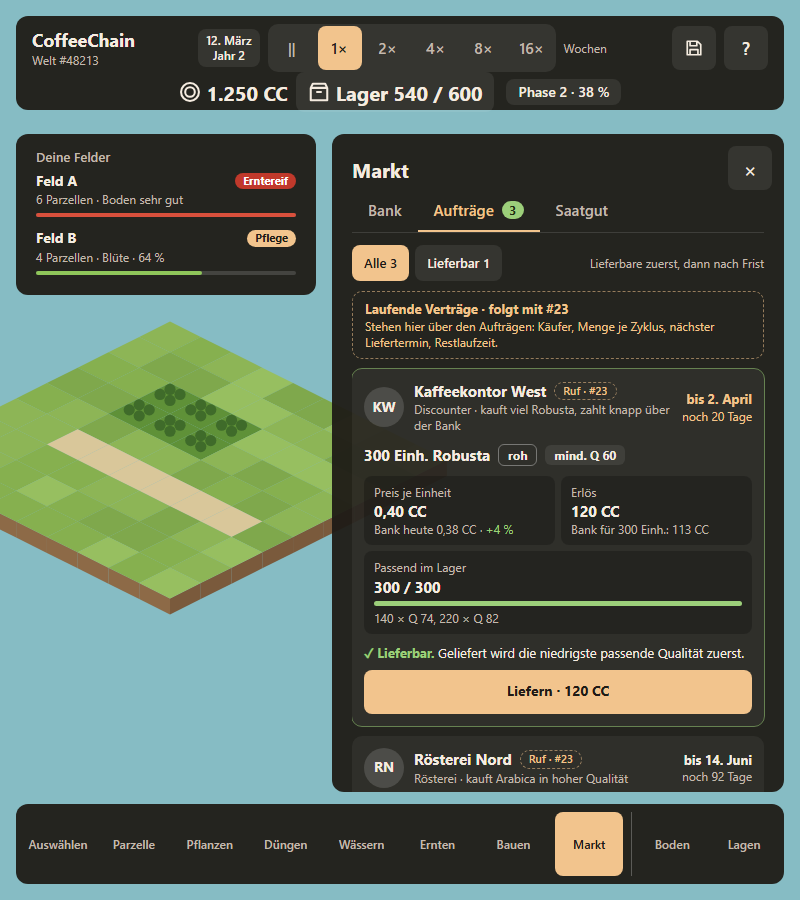 CoffeeChain
Welt #48213
12. März
Jahr 2
||
1×
2×
4×
8×
16×
Wochen
?
1.250 CC
Lager 540 / 600
Phase 2 · 38 %
Deine Felder
Feld A
Erntereif
6 Parzellen · Boden sehr gut
Feld B
Pflege
4 Parzellen · Blüte · 64 %
Markt
×
Bank
Aufträge 3
Saatgut
Alle 3
Lieferbar 1
Lieferbare zuerst, dann nach Frist
Laufende Verträge · folgt mit #23
Stehen hier über den Aufträgen: Käufer, Menge je Zyklus, nächster
Liefertermin, Restlaufzeit.
KW
Kaffeekontor West
Ruf · #23
Discounter · kauft viel Robusta, zahlt knapp über
der Bank
bis 2. April
noch 20 Tage
300 Einh. Robusta
roh
mind. Q 60
Preis je Einheit
0,40 CC
Bank heute 0,38 CC · +4 %
Erlös
120 CC
Bank für 300 Einh.: 113 CC
Passend im Lager
300 / 300
140 × Q 74, 220 × Q 82
✓ Lieferbar. Geliefert wird die niedrigste passende Qualität zuerst.
Liefern · 120 CC
RN
Rösterei Nord
Ruf · #23
Rösterei · kauft Arabica in hoher Qualität
bis 14. Juni
noch 92 Tage
Auswählen
Parzelle
Pflanzen
Düngen
Wässern
Ernten
Bauen
Markt
Boden
Lagen